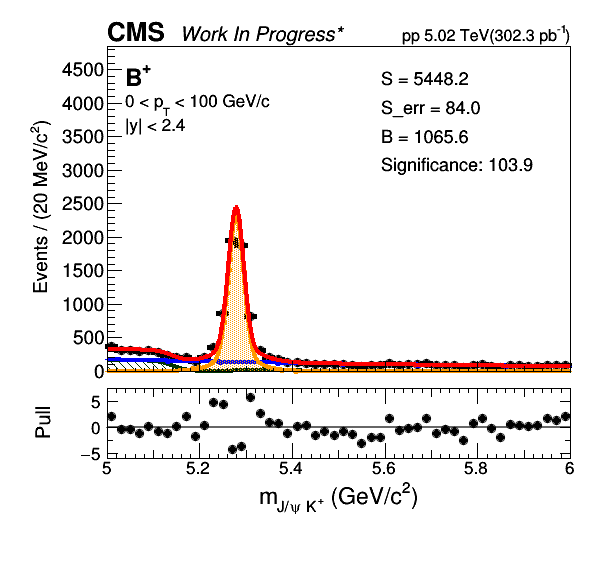 CMS Work In Progress* pp 5.02 TeV(302.3 pb⁻¹)
B⁺
0 < p_T < 100 GeV/c
|y| < 2.4
S = 5448.2
S_err = 84.0
B = 1065.6
Significance: 103.9
Events / (20 MeV/c²)
4500
4000
3500
3000
2500
2000
1500
1000
500
0
Pull
5
0
−5
5 5.2 5.4 5.6 5.8 6
m_{J/ψ K⁺} (GeV/c²)